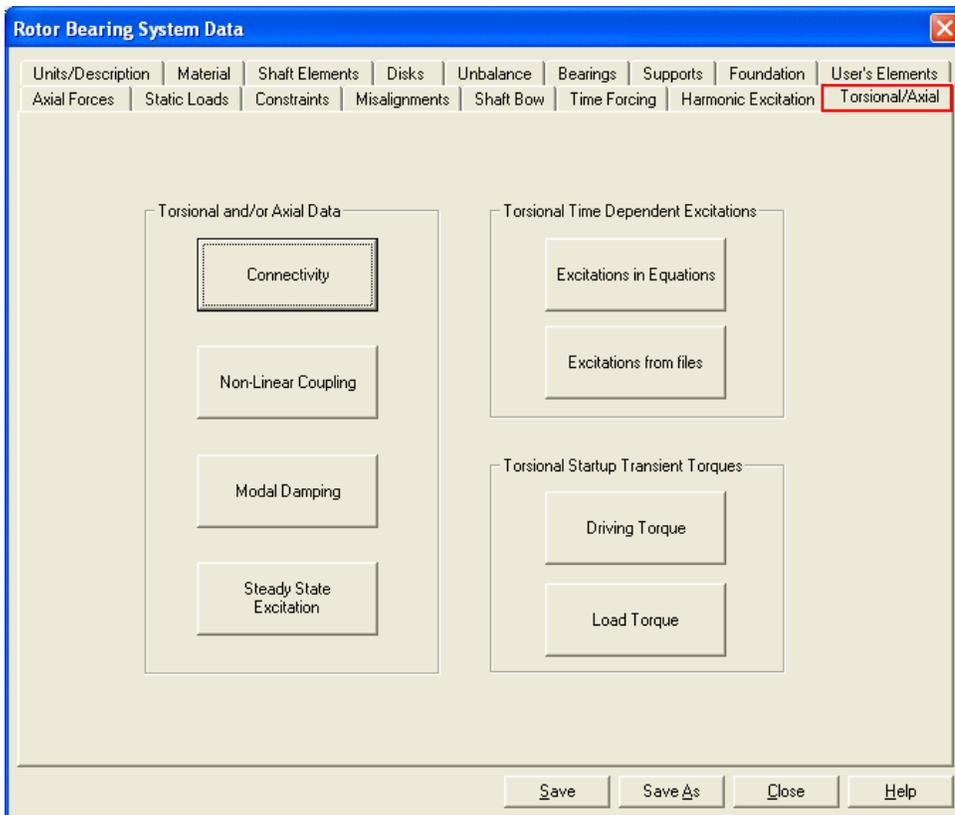 Rotor Bearing System Data
Units/Description Material Shaft Elements Disks Unbalance Bearings Supports Foundation User's Elements
Axial Forces Static Loads Constraints Misalignments Shaft Bow Time Forcing Harmonic Excitation Torsional/Axial
Torsional and/or Axial Data
Connectivity
Non-Linear Coupling
Modal Damping
Steady State
Excitation
Torsional Time Dependent Excitations
Excitations in Equations
Excitations from files
Torsional Startup Transient Torques
Driving Torque
Load Torque
Save Save As Close Help